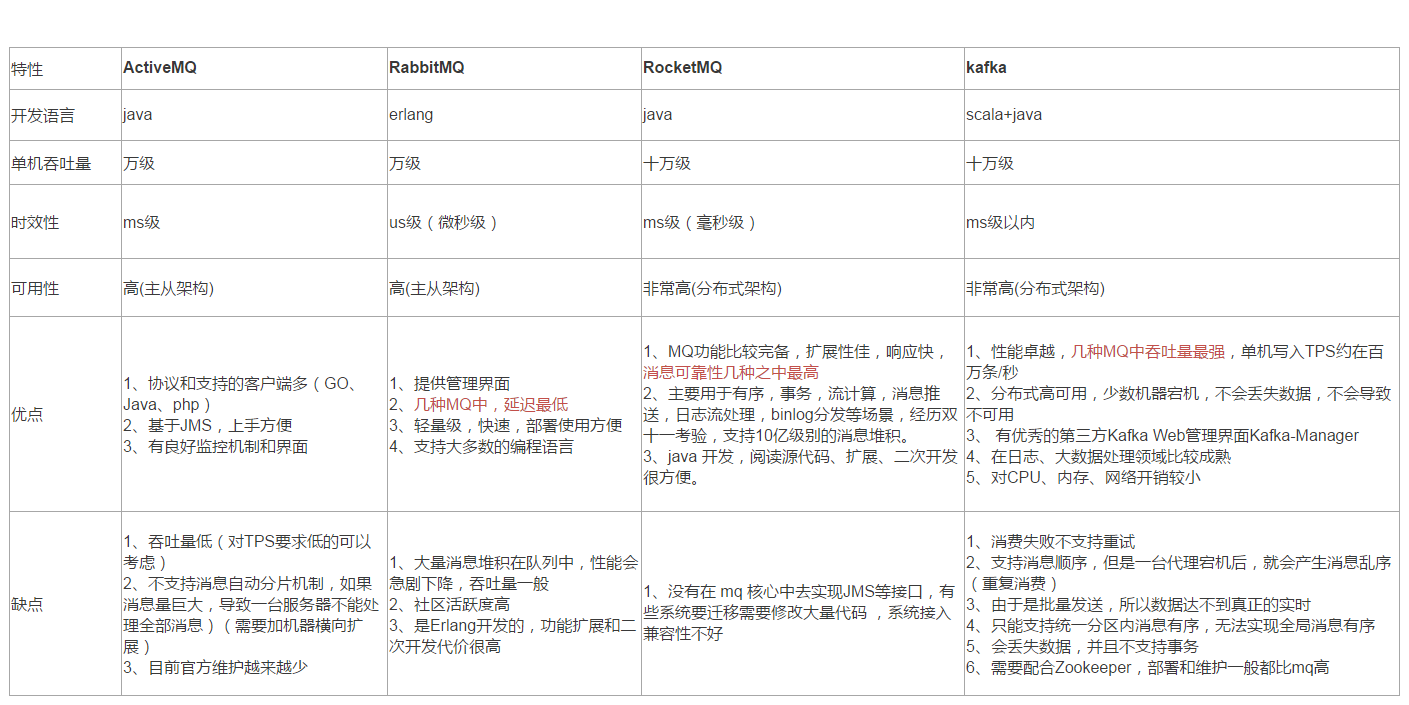 特性
ActiveMQ
RabbitMQ
RocketMQ
kafka
开发语言
java
erlang
java
scala+java
单机吞吐量
万级
万级
十万级
十万级
时效性
ms级
us级（微秒级）
ms级（毫秒级）
ms级以内
可用性
高(主从架构)
高(主从架构)
非常高(分布式架构)
非常高(分布式架构)
优点
1、协议和支持的客户端多（GO、
Java、php）
2、基于JMS，上手方便
3、有良好监控机制和界面
1、提供管理界面
2、几种MQ中，延迟最低
3、轻量级，快速，部署使用方便
4、支持大多数的编程语言
1、MQ功能比较完备，扩展性佳，响应快，
消息可靠性几种之中最高
2、主要用于有序，事务，流计算，消息推
送，日志流处理，binlog分发等场景，经历双
十一考验，支持10亿级别的消息堆积。
3、java 开发，阅读源代码、扩展、二次开发
很方便。
1、性能卓越，几种MQ中吞吐量最强，单机写入TPS约在百
万条/秒
2、分布式高可用，少数机器宕机，不会丢失数据，不会导致
不可用
3、 有优秀的第三方Kafka Web管理界面Kafka-Manager
4、在日志、大数据处理领域比较成熟
5、对CPU、内存、网络开销较小
缺点
1、吞吐量低（对TPS要求低的可以
考虑）
2、不支持消息自动分片机制，如果
消息量巨大，导致一台服务器不能处
理全部消息）（需要加机器横向扩
展）
3、目前官方维护越来越少
1、大量消息堆积在队列中，性能会
急剧下降，吞吐量一般
2、社区活跃度高
3、是Erlang开发的，功能扩展和二
次开发代价很高
1、没有在 mq 核心中去实现JMS等接口，有
些系统要迁移需要修改大量代码 ，系统接入
兼容性不好
1、消费失败不支持重试
2、支持消息顺序，但是一台代理宕机后，就会产生消息乱序
（重复消费）
3、由于是批量发送，所以数据达不到真正的实时
4、只能支持统一分区内消息有序，无法实现全局消息有序
5、会丢失数据，并且不支持事务
6、需要配合Zookeeper，部署和维护一般都比mq高